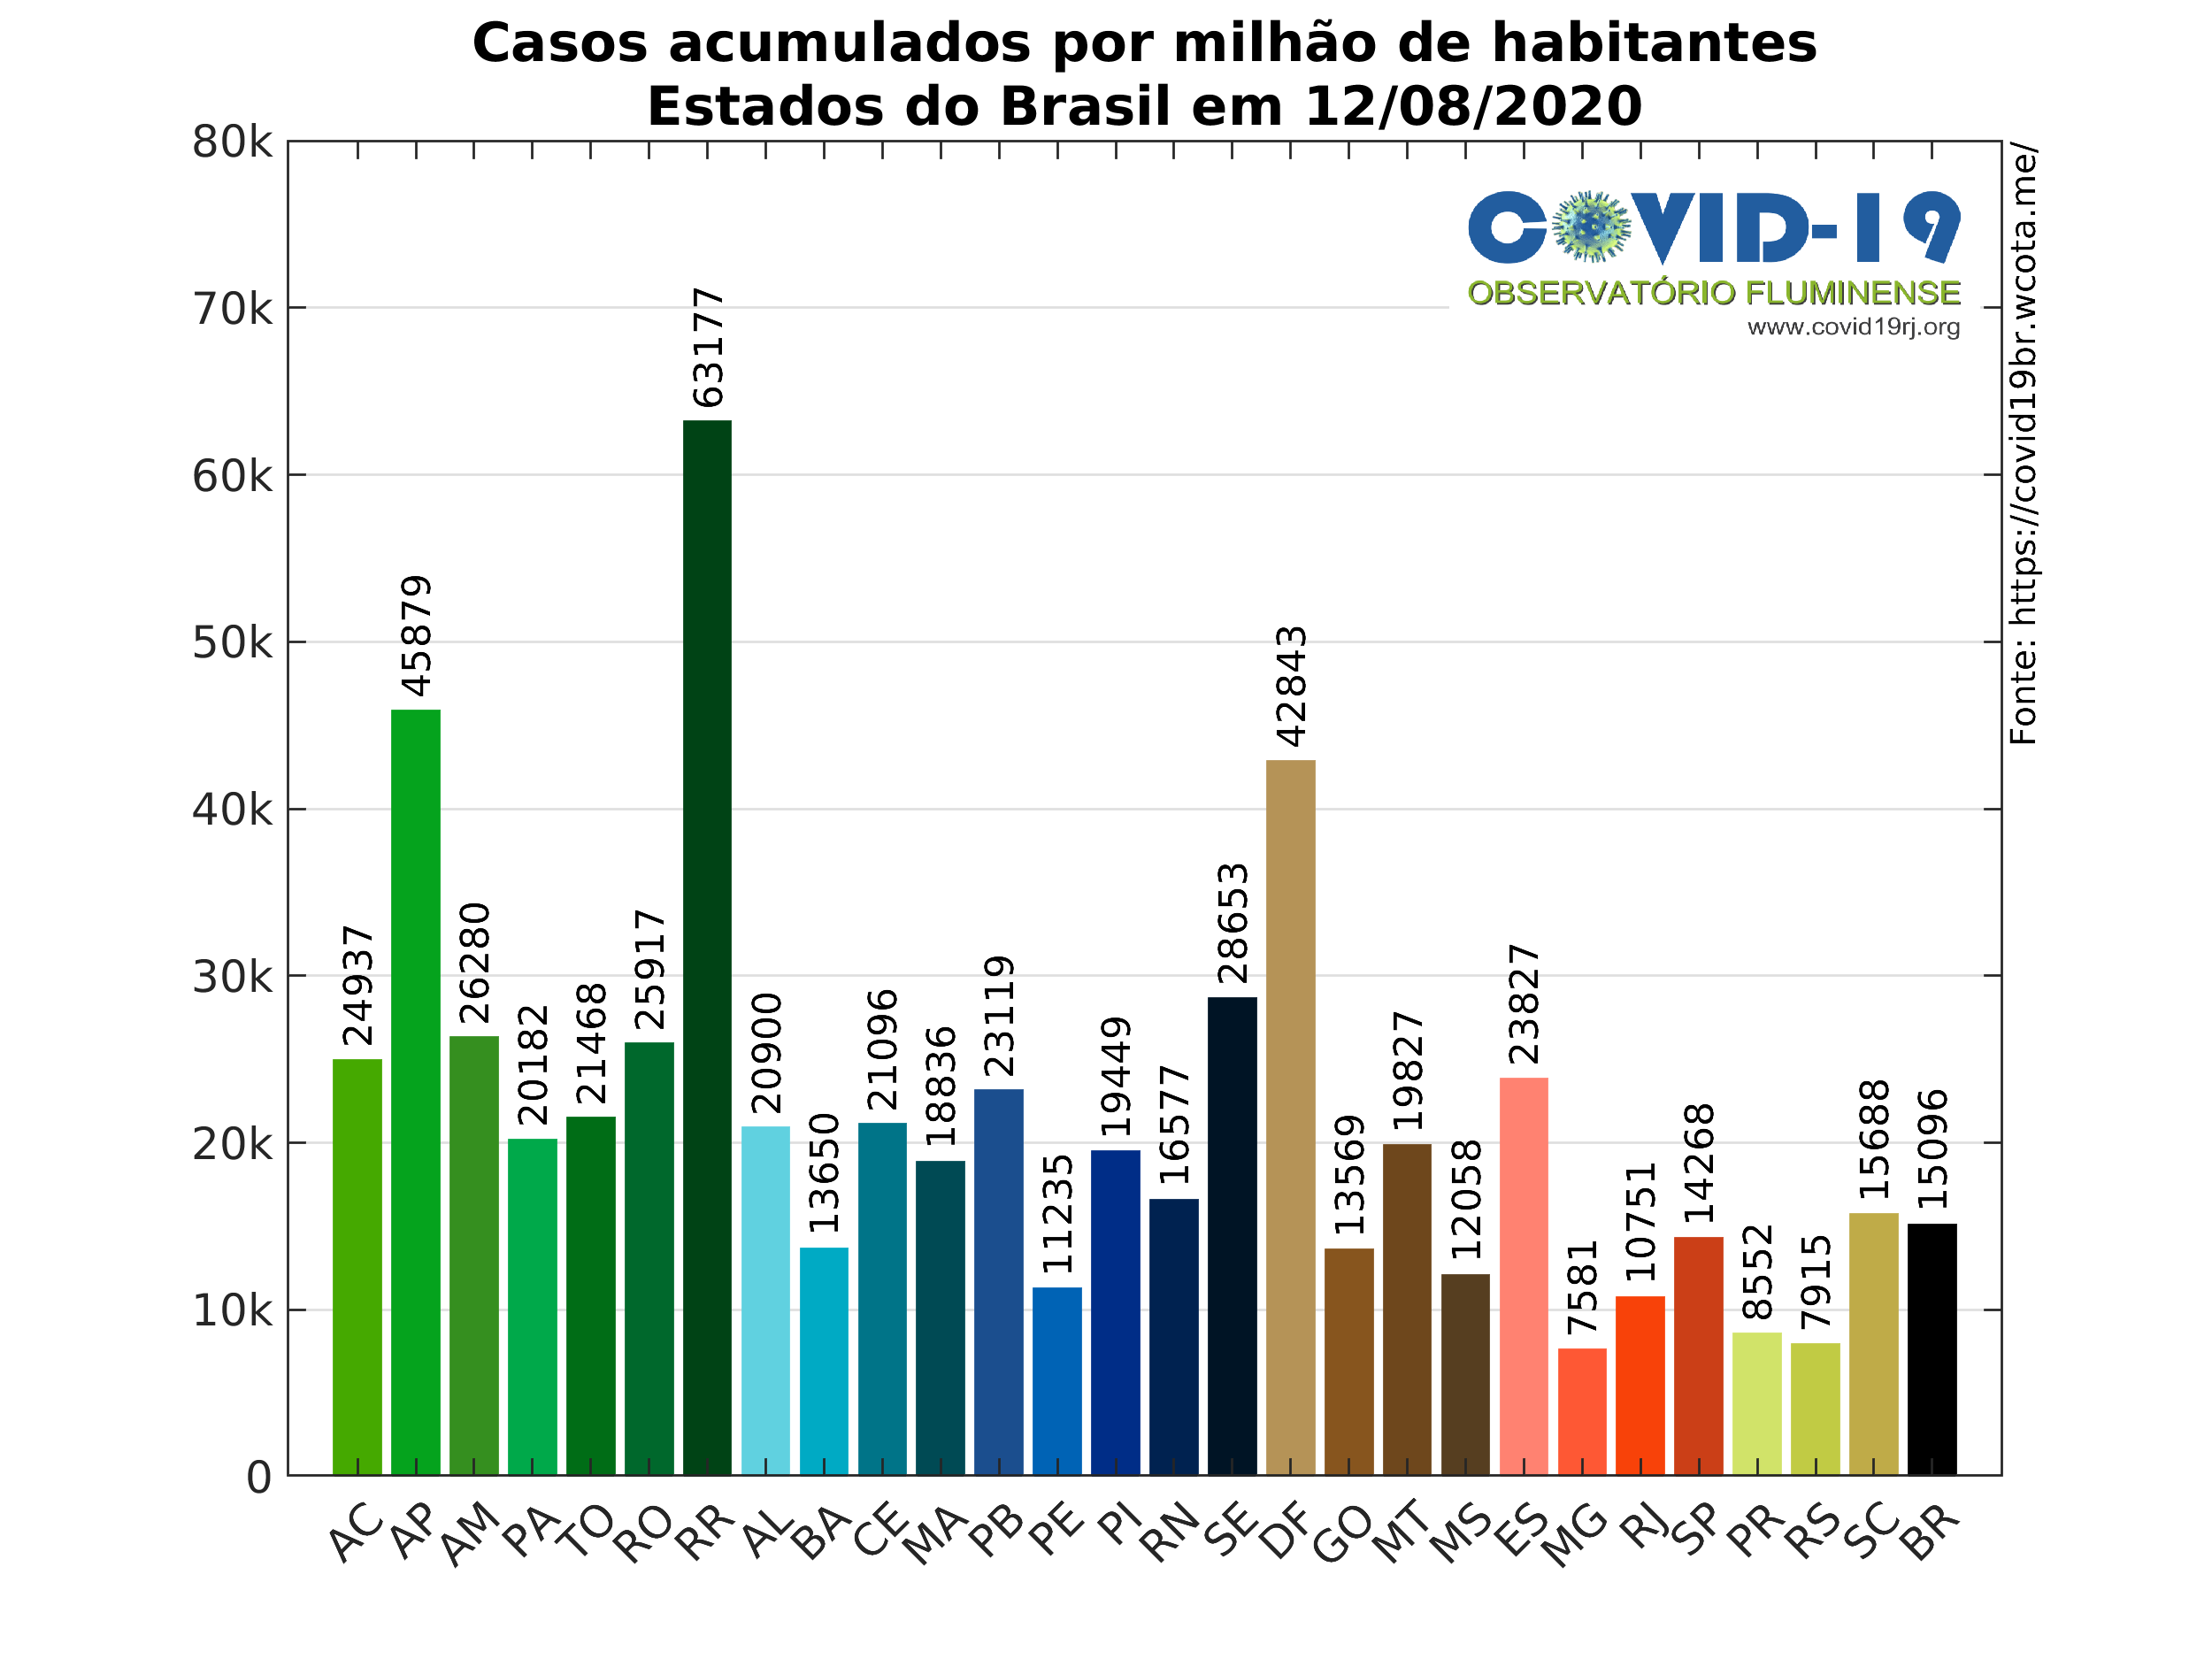 Casos acumulados por milhão de habitantes
Estados do Brasil em 12/08/2020
80k
70k
60k
50k
40k
30k
20k
10k
0
COVID-19
OBSERVATÓRIO FLUMINENSE
www.covid19rj.org
Fonte: https://covid19br.wcota.me/
24937
45879
26280
20182
21468
25917
63177
20900
13650
21096
18836
23119
11235
19449
16577
28653
42843
13569
19827
12058
23827
7581
10751
14268
8552
7915
15688
15096
AC
AP
AM
PA
TO
RO
RR
AL
BA
CE
MA
PB
PE
PI
RN
SE
DF
GO
MT
MS
ES
MG
RJ
SP
PR
RS
SC
BR